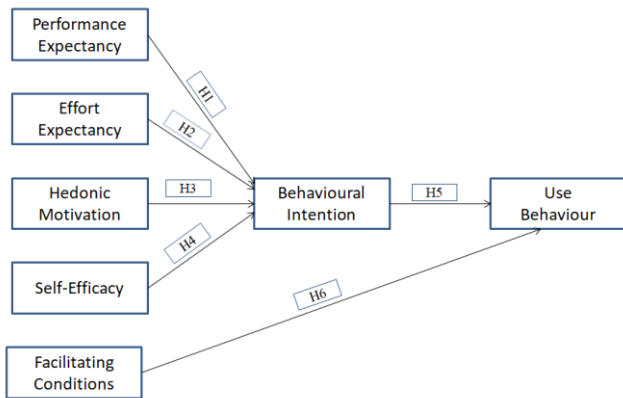 Performance
Expectancy
H1
Effort
Expectancy
H2
Hedonic
Motivation
H3
Behavioural
Intention
H5
Use
Behaviour
H4
Self-Efficacy
H6
Facilitating
Conditions